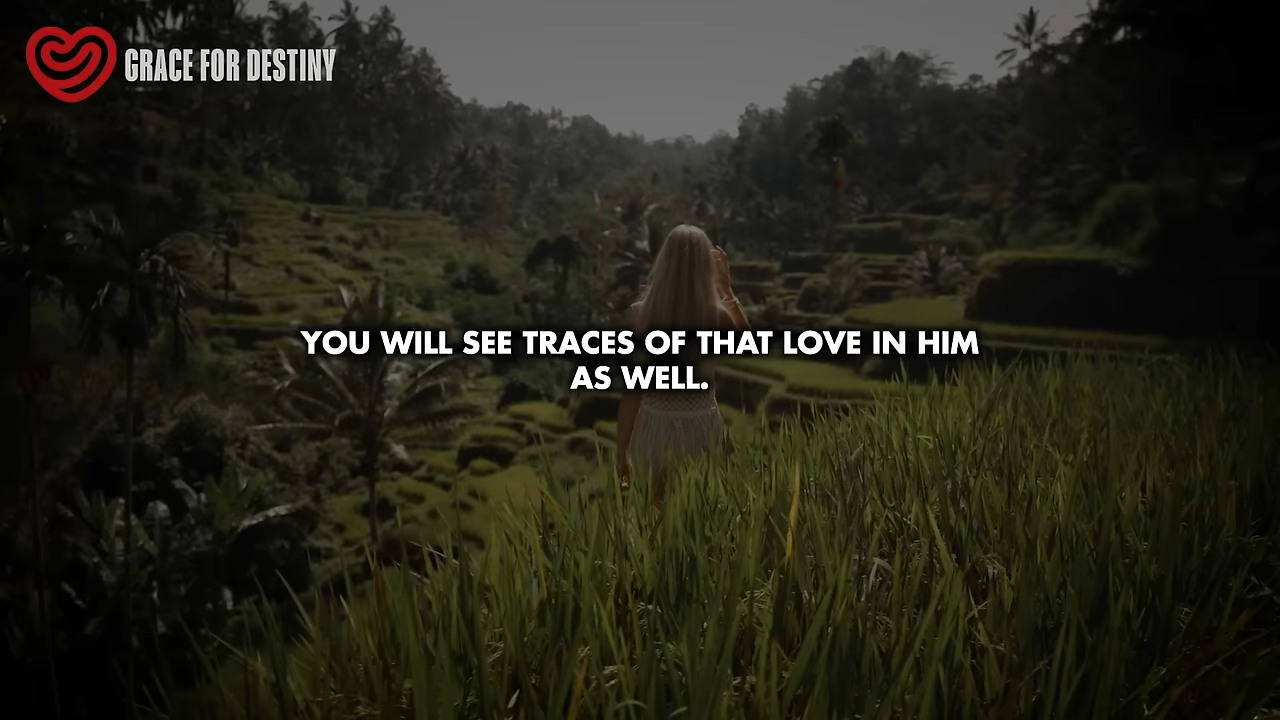 GRACE FOR DESTINY
YOU WILL SEE TRACES OF THAT LOVE IN HIM
AS WELL.